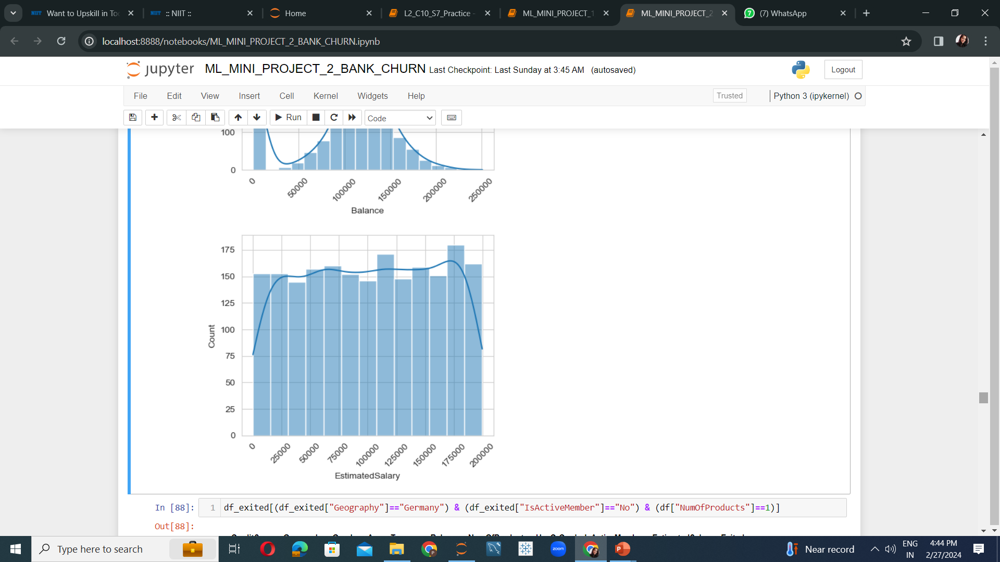 Want to Upskill in Too
:: NIIT ::
Home
L2_C10_S7_Practice -
ML_MINI_PROJECT_1
ML_MINI_PROJECT_2
(7) WhatsApp
localhost:8888/notebooks/ML_MINI_PROJECT_2_BANK_CHURN.ipynb
jupyter ML_MINI_PROJECT_2_BANK_CHURN Last Checkpoint: Last Sunday at 3:45 AM (autosaved)
Logout
File Edit View Insert Cell Kernel Widgets Help
Trusted
Python 3 (ipykernel)
Run
Code
100
0
0 50000 100000 150000 200000 250000
Balance
175
150
125
100
75
50
25
0
Count
0 25000 50000 75000 100000 125000 150000 175000 200000
EstimatedSalary
In [88]: 1 df_exited[(df_exited["Geography"]=="Germany") & (df_exited["IsActiveMember"]=="No") & (df["NumOfProducts"]==1)]
Out[88]:
Type here to search
zoom
Near record
ENG
IN
4:44 PM
2/27/2024